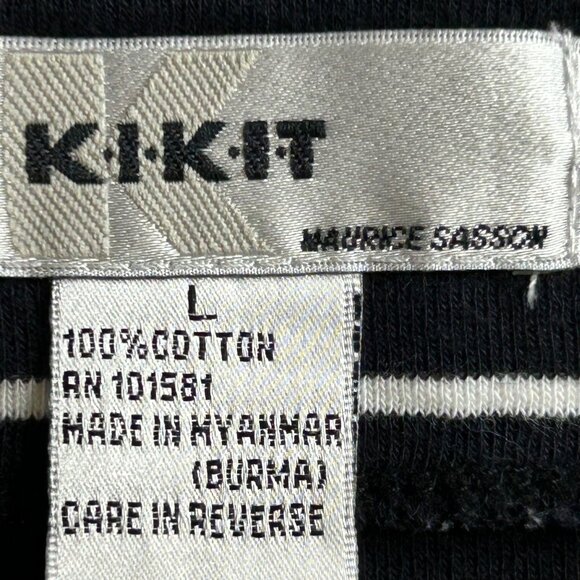 K·I·K·I·T
MAURICE SASSON
L
100%COTTON
RN 101581
MADE IN MYANMAR
(BURMA)
CARE IN REVERSE